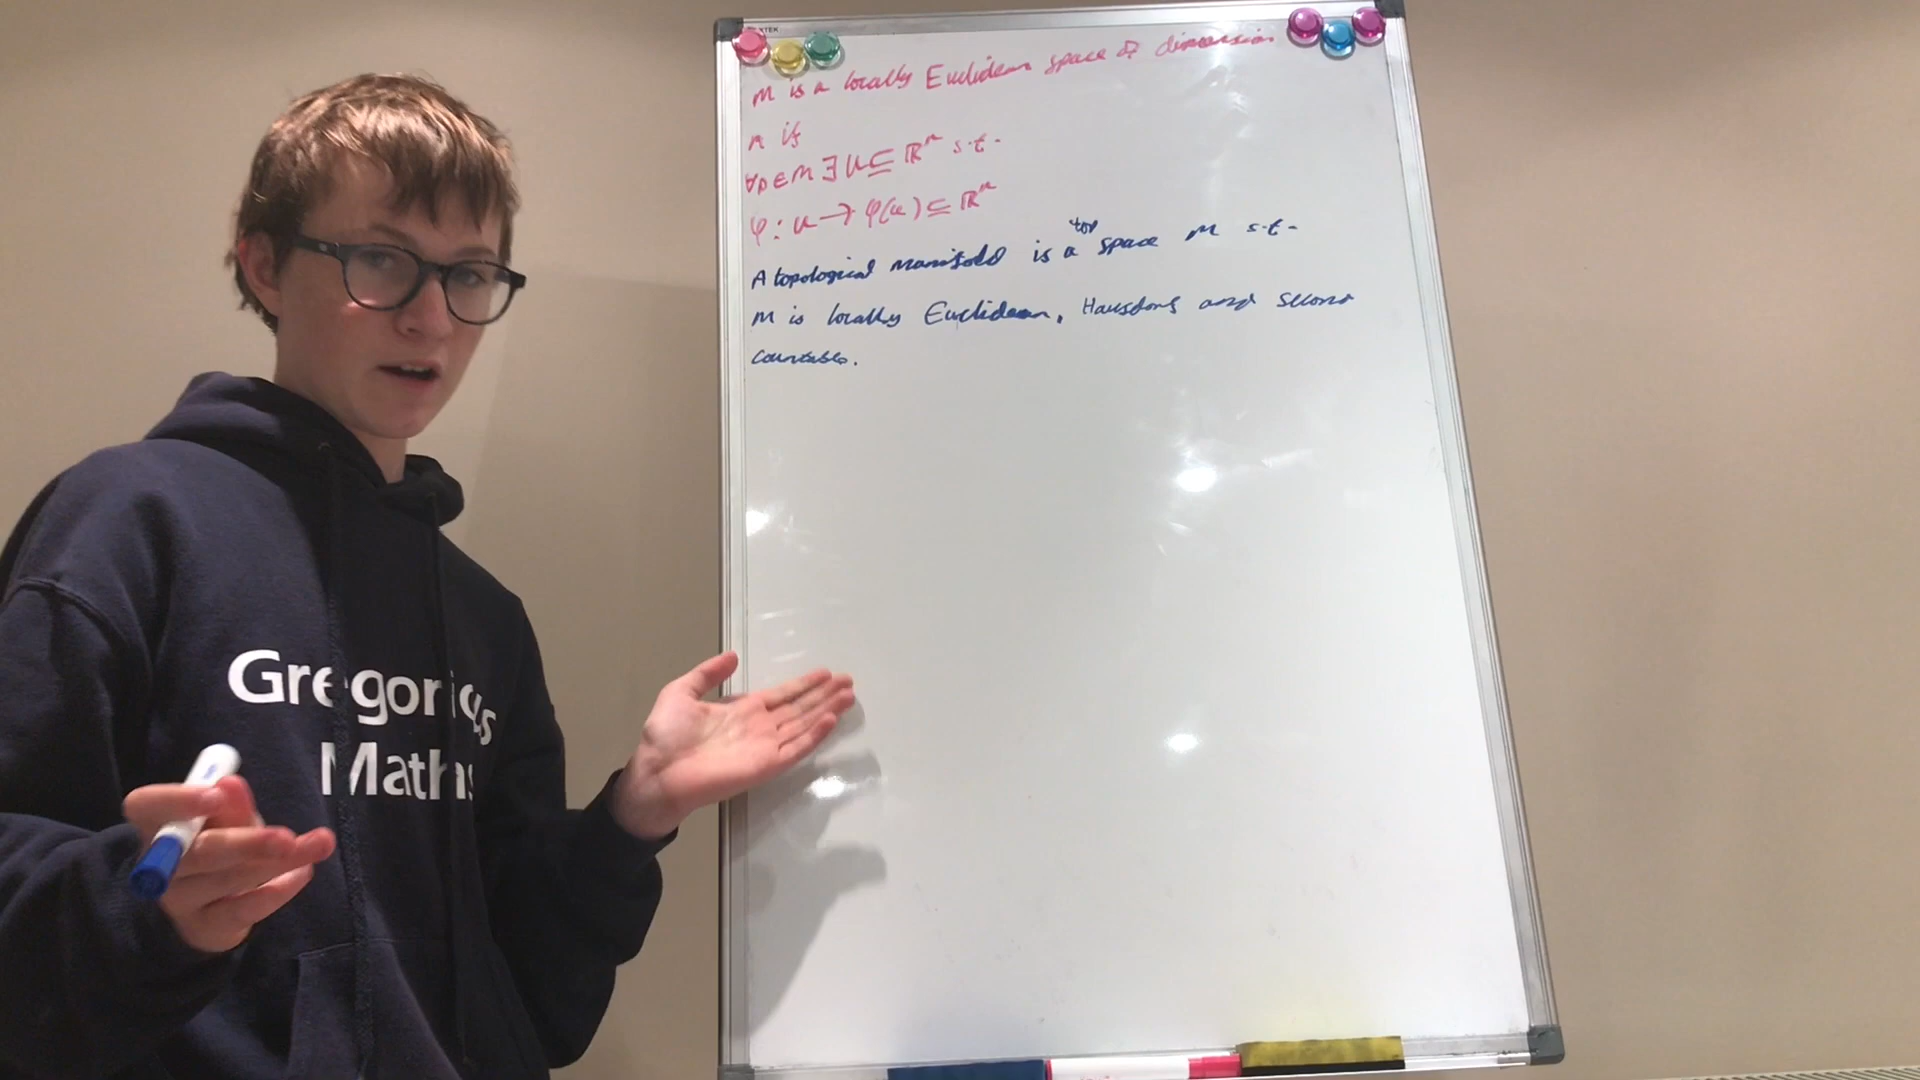 M is a locally Euclidean space of dimension
n if
∀p∈M ∃ U ⊆ ℝⁿ s.t.
φ: U → φ(U) ⊆ ℝⁿ
A topological manifold is a top space M s.t.
M is locally Euclidean, Hausdorff and second
countable.
Gregorious
Maths